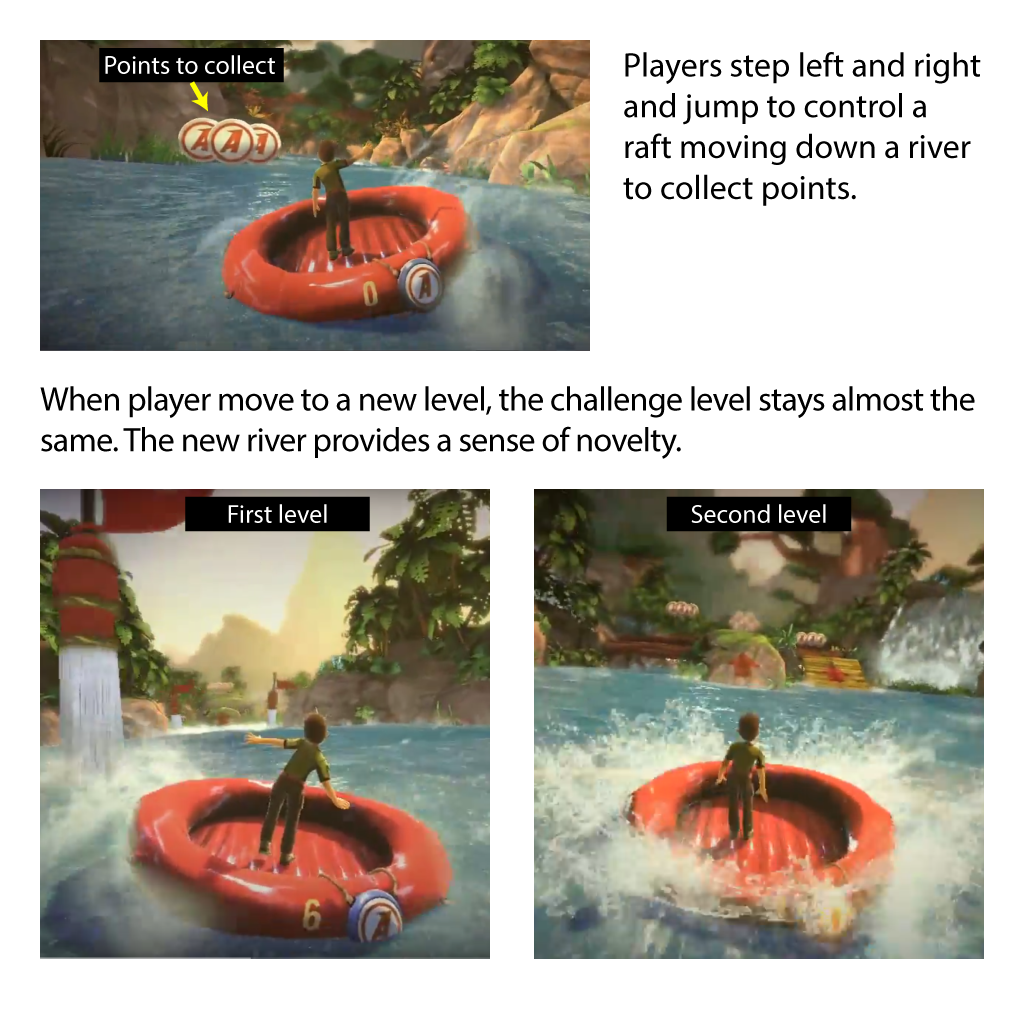 Points to collect
A A A
Players step left and right
and jump to control a
raft moving down a river
to collect points.
0 A
When player move to a new level, the challenge level stays almost the
same. The new river provides a sense of novelty.
First level
6 A
Second level